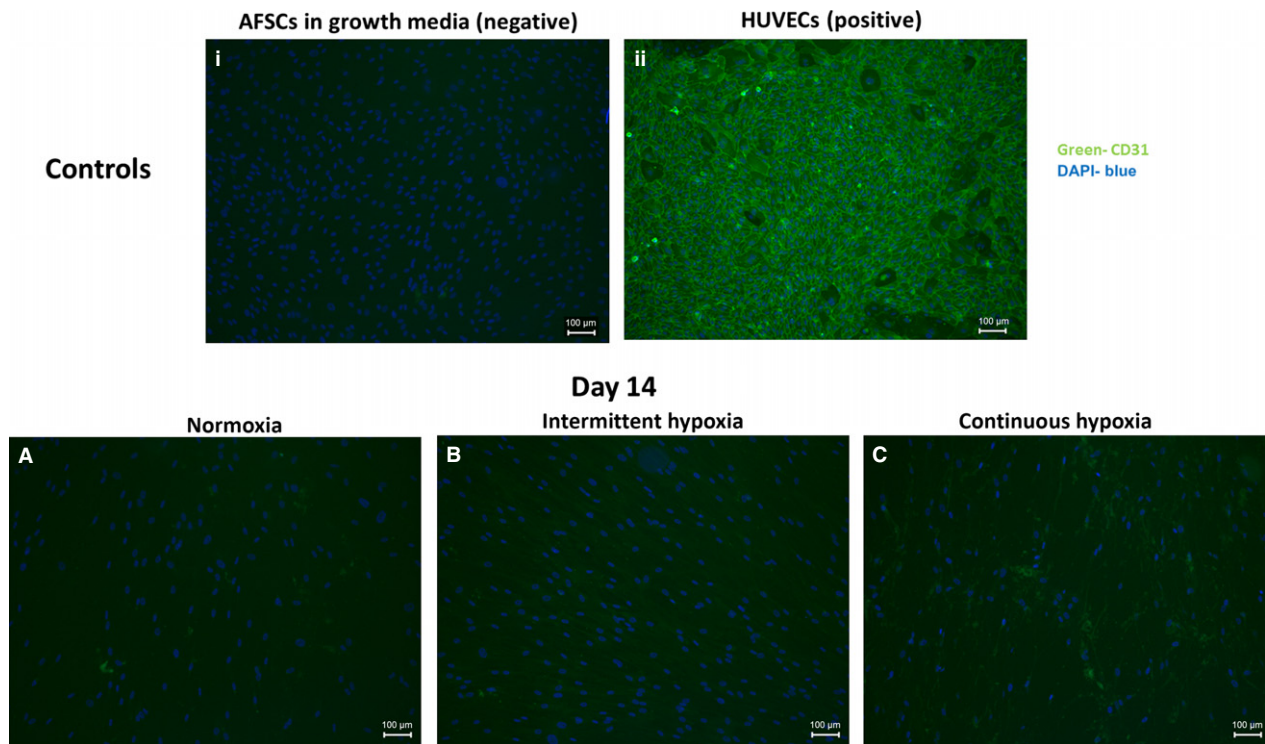 AFSCs in growth media (negative)
HUVECs (positive)
i
ii
Controls
Green- CD31
DAPI- blue
100 µm
100 µm
Day 14
Normoxia
Intermittent hypoxia
Continuous hypoxia
A
B
C
100 µm
100 µm
100 µm